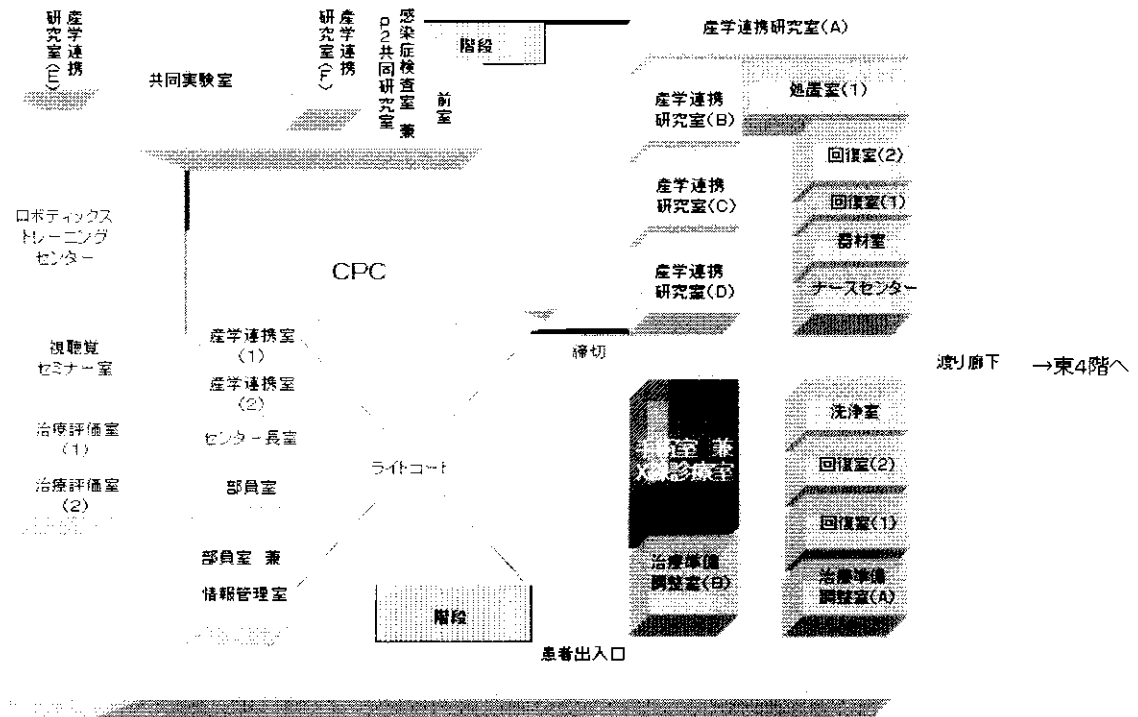 産学連携
研究室(E)
共同実験室
産学連携
研究室(F)
感染症検査室 兼
P2共同研究室
前室
階段
産学連携研究室(A)
処置室(1)
産学連携
研究室(B)
回復室(2)
産学連携
研究室(C)
回復室(1)
器材室
産学連携
研究室(D)
ナースセンター
ロボティックス
トレーニング
センター
CPC
産学連携室
(1)
視聴覚
セミナー室
締切
渡り廊下
→東4階へ
産学連携室
(2)
洗浄室
治療評価室
(1)
センター長室
手術室 兼
X線診療室
ライトコート
回復室(2)
治療評価室
(2)
部員室
回復室(1)
部員室 兼
情報管理室
治療準備
調整室(B)
治療準備
調整室(A)
階段
患者出入口